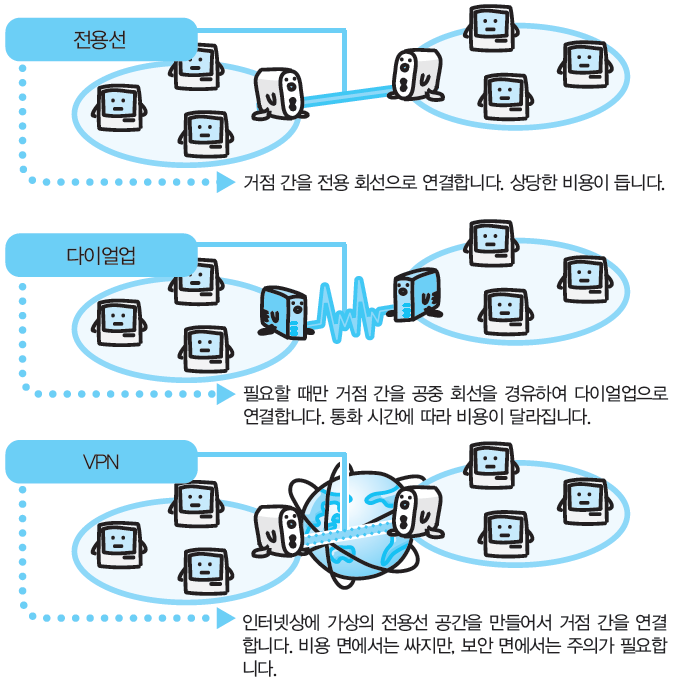 전용선
거점 간을 전용 회선으로 연결합니다. 상당한 비용이 듭니다.
다이얼업
필요할 때만 거점 간을 공중 회선을 경유하여 다이얼업으로
연결합니다. 통화 시간에 따라 비용이 달라집니다.
VPN
인터넷상에 가상의 전용선 공간을 만들어서 거점 간을 연결
합니다. 비용 면에서는 싸지만, 보안 면에서는 주의가 필요합
니다.